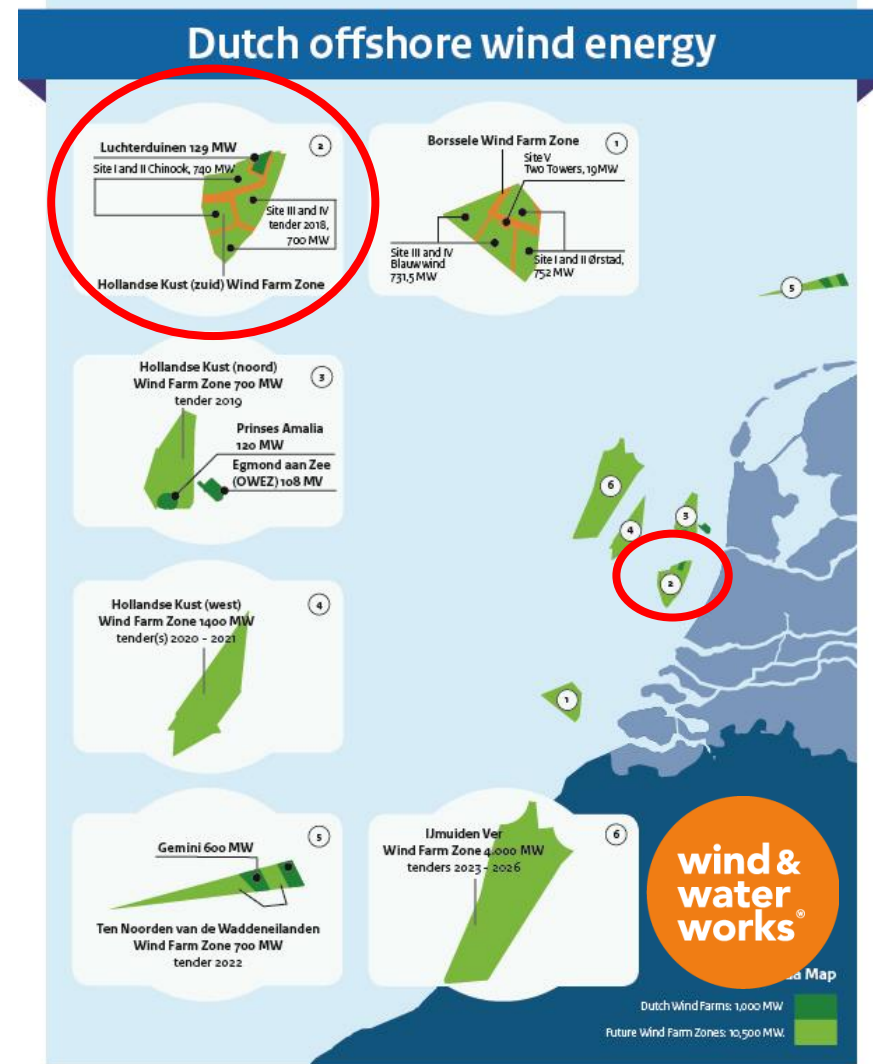 Dutch offshore wind energy
Luchterduinen 129 MW
2
Site I and II Chinook, 740 MW
Site III and IV
tender 2018,
700 MW
Hollandse Kust (zuid) Wind Farm Zone
Borssele Wind Farm Zone
1
Site V
Two Towers, 19MW
Site III and IV
Blauwwind
731,5 MW
Site I and II Ørstad,
752 MW
5
Hollandse Kust (noord)
Wind Farm Zone 700 MW
tender 2019
3
Prinses Amalia
120 MW
Egmond aan Zee
(OWEZ) 108 MV
6
4
3
2
1
Hollandse Kust (west)
Wind Farm Zone 1400 MW
tender(s) 2020 - 2021
4
Gemini 600 MW
5
Ten Noorden van de Waddeneilanden
Wind Farm Zone 700 MW
tender 2022
IJmuiden Ver
Wind Farm Zone 4.000 MW
tenders 2023 - 2026
6
wind &
water
works®
Map
Dutch Wind Farms: 1,000 MW
Future Wind Farm Zones: 10,500 MW.